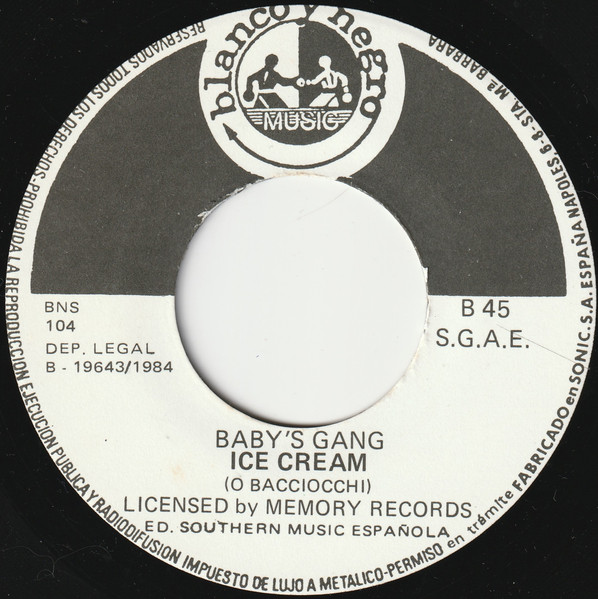 blanco y negro
MUSIC
BNS
104
DEP. LEGAL
B - 19643/1984
B 45
S.G.A.E.
BABY'S GANG
ICE CREAM
(O BACCIOCCHI)
LICENSED by MEMORY RECORDS
ED. SOUTHERN MUSIC ESPAÑOLA
RESERVADOS TODOS LOS DERECHOS-PROHIBIDA LA REPRODUCCION EJECUCION PUBLICA Y RADIODIFUSION IMPUESTO DE LUJO A METALICO-PERMISO en trámite FABRICADO en SONIC. S.A. ESPAÑA NAPOLES, 6-8-STA. Mª BARBARA